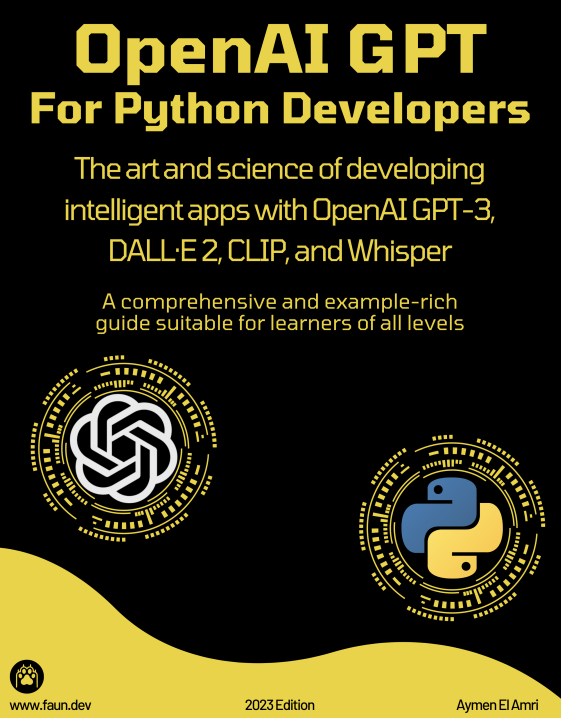 OpenAI GPT
For Python Developers
The art and science of developing
intelligent apps with OpenAI GPT-3,
DALL·E 2, CLIP, and Whisper
A comprehensive and example-rich
guide suitable for learners of all levels
www.faun.dev
2023 Edition
Aymen El Amri